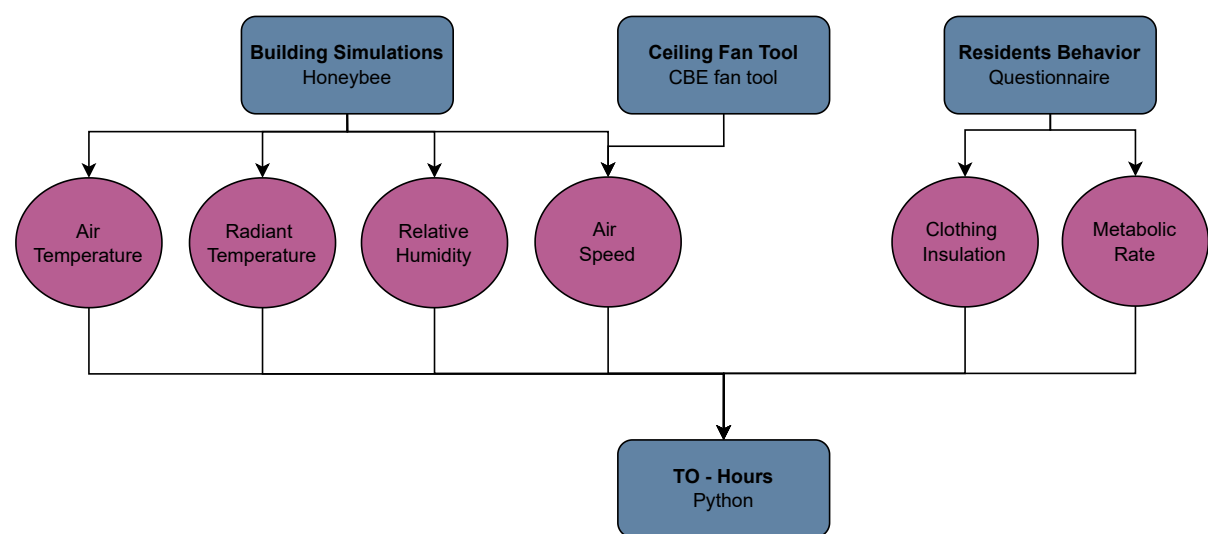 Building Simulations
Honeybee
Ceiling Fan Tool
CBE fan tool
Residents Behavior
Questionnaire
Air
Temperature
Radiant
Temperature
Relative
Humidity
Air
Speed
Clothing
Insulation
Metabolic
Rate
TO - Hours
Python